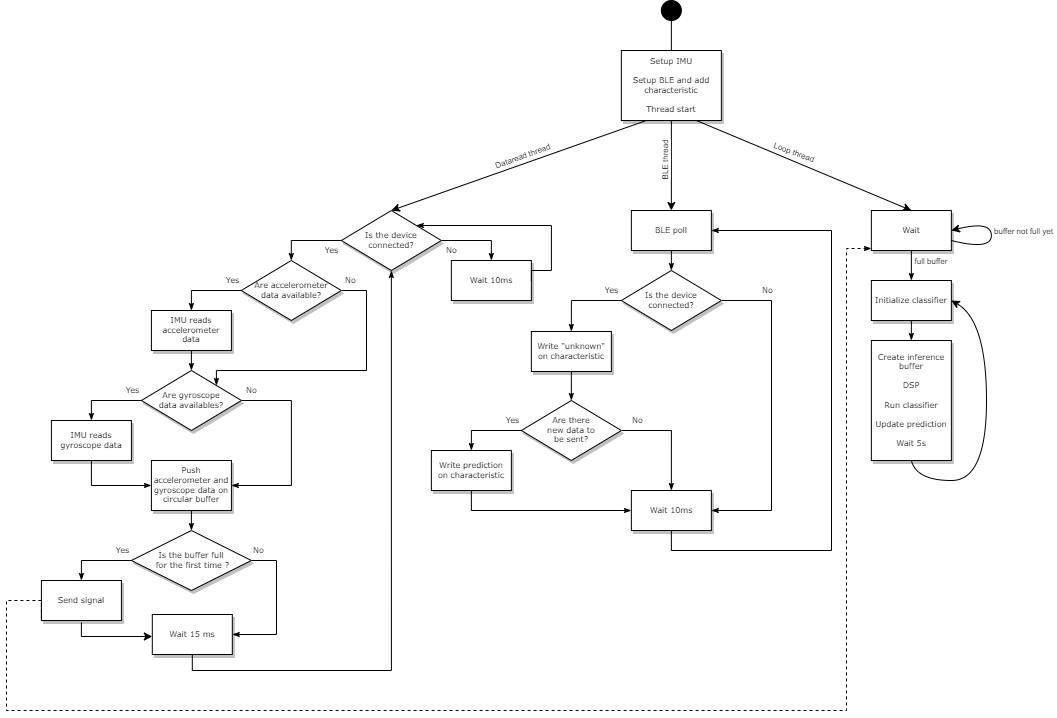 Setup IMU
Setup BLE and add
characteristic
Thread start
Dataread thread
BLE thread
Loop thread
Is the device
connected?
Yes
No
Wait 10ms
Are accelerometer
data available?
Yes
No
IMU reads
accelerometer
data
Are gyroscope
data availables?
Yes
No
IMU reads
gyroscope data
Push
accelerometer and
gyroscope data on
circular buffer
Is the buffer full
for the first time ?
Yes
No
Send signal
Wait 15 ms
BLE poll
Is the device
connected?
Yes
No
Write "unknown"
on characteristic
Are there
new data to
be sent?
Yes
No
Write prediction
on characteristic
Wait 10ms
Wait
buffer not full yet
full buffer
Initialize classifier
Create inference
buffer
DSP
Run classifier
Update prediction
Wait 5s